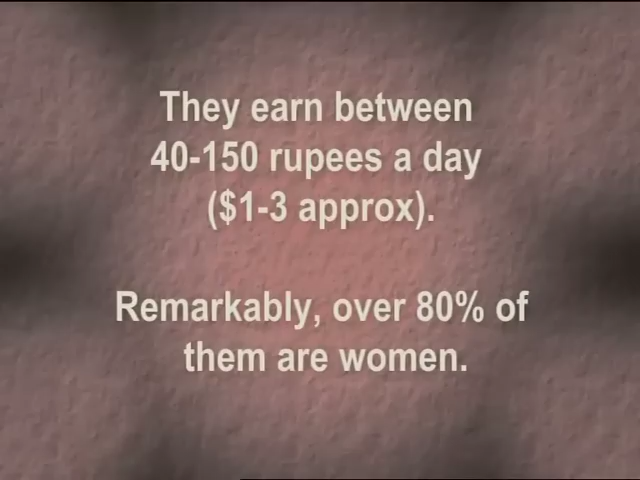 They earn between
40-150 rupees a day
($1-3 approx).
Remarkably, over 80% of
them are women.